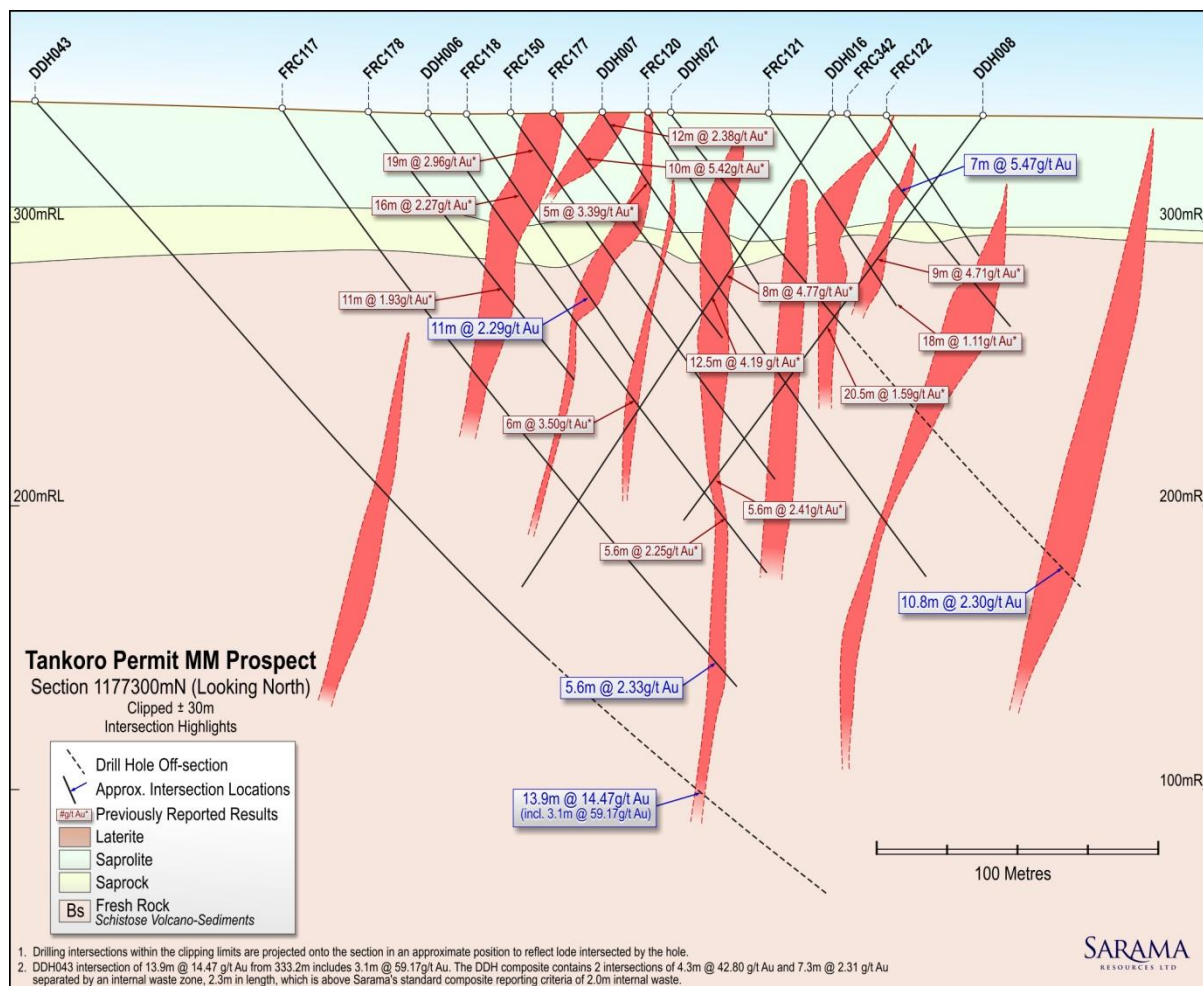 DDH043
FRC117
FRC178
DDH006
FRC118
FRC150
FRC177
DDH007
FRC120
DDH027
FRC121
DDH016
FRC342
FRC122
DDH008
12m @ 2.38g/t Au*
19m @ 2.96g/t Au*
10m @ 5.42g/t Au*
7m @ 5.47g/t Au
16m @ 2.27g/t Au*
5m @ 3.39g/t Au*
300mRL
300mR
9m @ 4.71g/t Au*
8m @ 4.77g/t Au*
11m @ 1.93g/t Au*
11m @ 2.29g/t Au
18m @ 1.11g/t Au*
12.5m @ 4.19 g/t Au*
20.5m @ 1.59g/t Au*
6m @ 3.50g/t Au*
200mRL
200mR
5.6m @ 2.41g/t Au*
5.6m @ 2.25g/t Au*
10.8m @ 2.30g/t Au
5.6m @ 2.33g/t Au
100mR
13.9m @ 14.47g/t Au
(incl. 3.1m @ 59.17g/t Au)
Tankoro Permit MM Prospect
Section 1177300mN (Looking North)
Clipped ± 30m
Intersection Highlights
Drill Hole Off-section
Approx. Intersection Locations
#g/t Au* Previously Reported Results
Laterite
Saprolite
Saprock
Bs Fresh Rock
Schistose Volcano-Sediments
100 Metres
1. Drilling intersections within the clipping limits are projected onto the section in an approximate position to reflect lode intersected by the hole.
2. DDH043 intersection of 13.9m @ 14.47 g/t Au from 333.2m includes 3.1m @ 59.17g/t Au. The DDH composite contains 2 intersections of 4.3m @ 42.80 g/t Au and 7.3m @ 2.31 g/t Au
separated by an internal waste zone, 2.3m in length, which is above Sarama's standard composite reporting criteria of 2.0m internal waste.
SARAMA
RESOURCES LTD